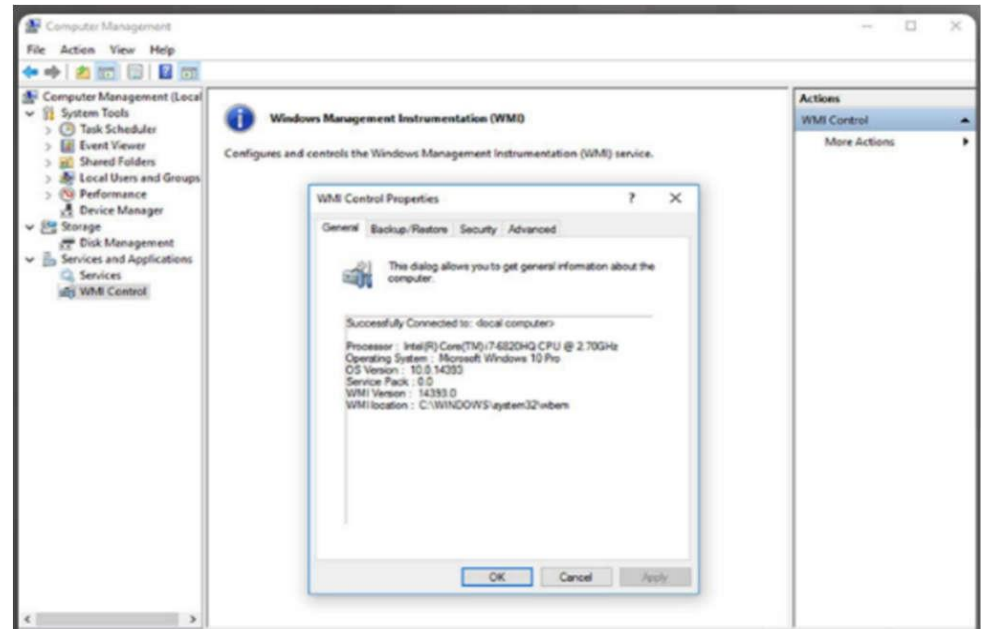 Computer Management
File Action View Help
Computer Management (Local
System Tools
Task Scheduler
Event Viewer
Shared Folders
Local Users and Groups
Performance
Device Manager
Storage
Disk Management
Services and Applications
Services
WMI Control
Windows Management Instrumentation (WMI)
Configures and controls the Windows Management Instrumentation (WMI) service.
WMI Control Properties
General Backup/Restore Security Advanced
This dialog allows you to get general information about the
computer.
Successfully Connected to: <local computer>
Processor : Intel(R) Core(TM) i7-6820HQ CPU @ 2.70GHz
Operating System : Microsoft Windows 10 Pro
OS Version : 10.0.14393
Service Pack : 0.0
WMI Version : 14393.0
WMI location : C:\WINDOWS\system32\wbem
OK Cancel Apply
Actions
WMI Control
More Actions